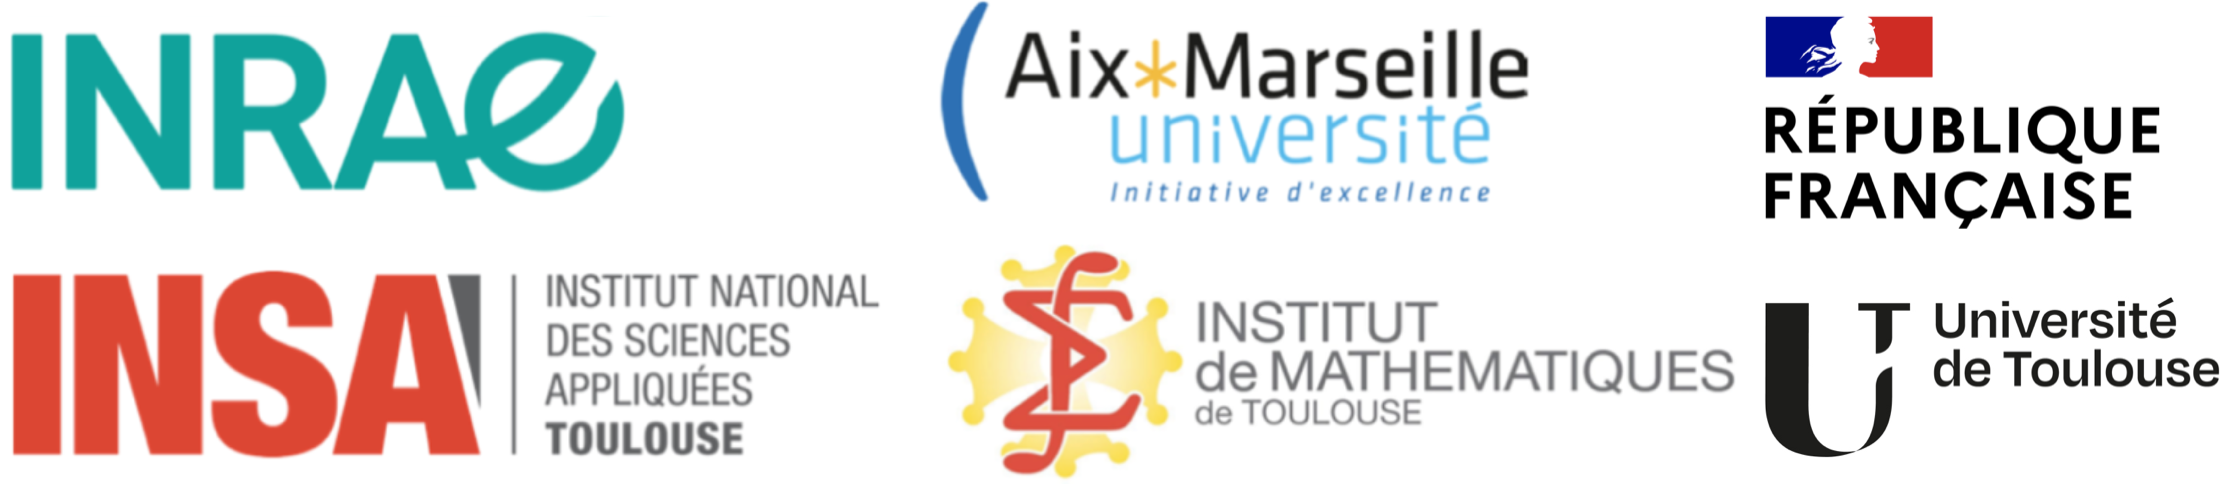 INRAE
Aix*Marseille
université
Initiative d'excellence
RÉPUBLIQUE
FRANÇAISE
INSA
INSTITUT NATIONAL
DES SCIENCES
APPLIQUÉES
TOULOUSE
INSTITUT
de MATHEMATIQUES
de TOULOUSE
Université
de Toulouse